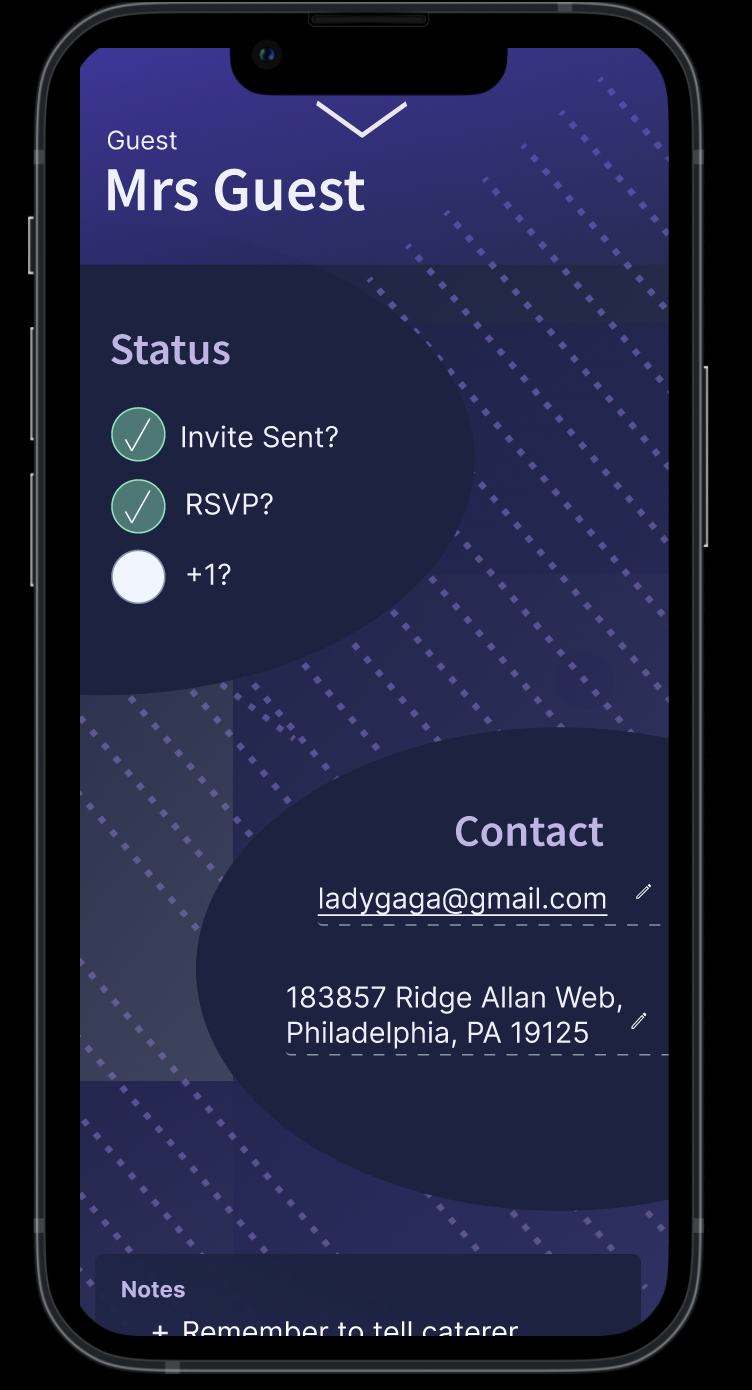 Guest
Mrs Guest
Status
Invite Sent?
RSVP?
+1?
Contact
ladygaga@gmail.com
183857 Ridge Allan Web,
Philadelphia, PA 19125
Notes
+ Remember to tell caterer